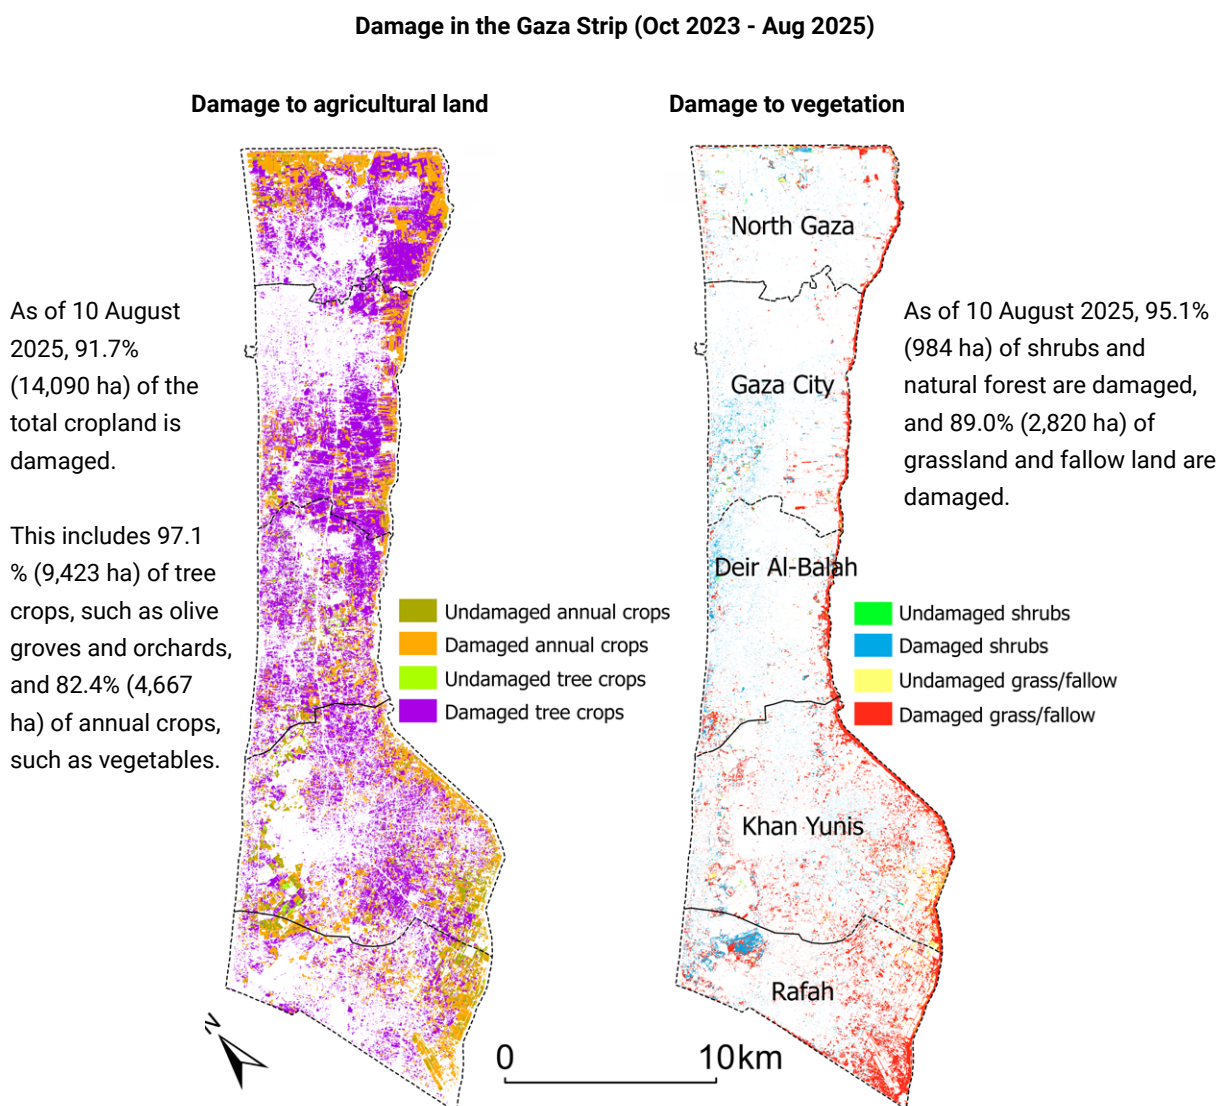 Damage in the Gaza Strip (Oct 2023 - Aug 2025)
Damage to agricultural land
Damage to vegetation
As of 10 August
2025, 91.7%
(14,090 ha) of the
total cropland is
damaged.
This includes 97.1
% (9,423 ha) of tree
crops, such as olive
groves and orchards,
and 82.4% (4,667
ha) of annual crops,
such as vegetables.
Undamaged annual crops
Damaged annual crops
Undamaged tree crops
Damaged tree crops
North Gaza
Gaza City
Deir Al-Balah
Khan Yunis
Rafah
As of 10 August 2025, 95.1%
(984 ha) of shrubs and
natural forest are damaged,
and 89.0% (2,820 ha) of
grassland and fallow land are
damaged.
Undamaged shrubs
Damaged shrubs
Undamaged grass/fallow
Damaged grass/fallow
N
0 10km